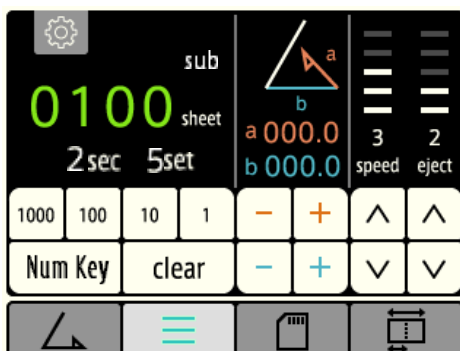 sub
0100 sheet
2sec 5set
a
b
a 000.0
b 000.0
3 2
speed eject
1000 100 10 1 - +
Num Key clear - +